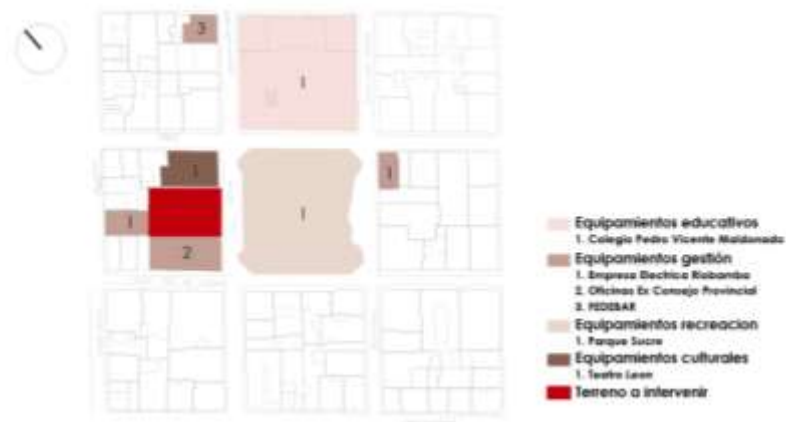 3
1
1
1
1
1
2
Equipamientos educativos
1. Colegio Pedro Vicente Maldonado
Equipamientos gestión
1. Empresa Electrica Riobamba
2. Oficinas Ex Consejo Provincial
3. FEDEBAR
Equipamientos recreacion
1. Parque Sucre
Equipamientos culturales
1. Teatro Leon
Terreno a intervenir